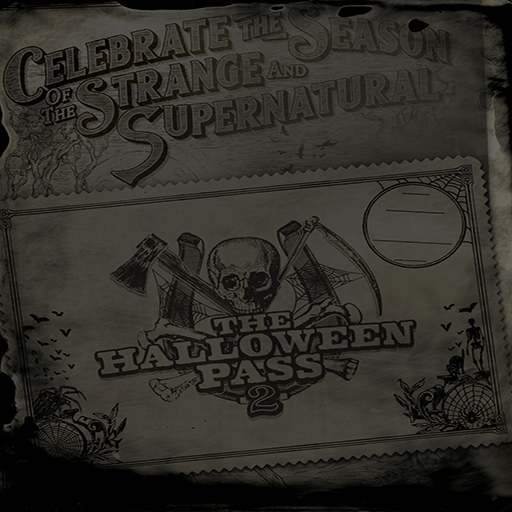 CELEBRATE THE SEASON
OF THE STRANGE AND
SUPERNATURAL
THE
HALLOWEEN
PASS
2